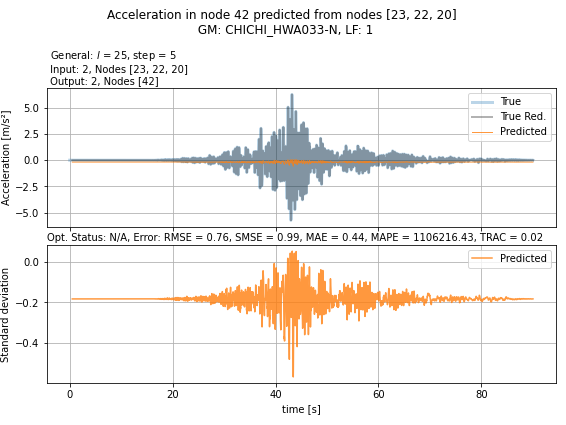 Acceleration in node 42 predicted from nodes [23, 22, 20]
GM: CHICHI_HWA033-N, LF: 1
General: l = 25, step = 5
Input: 2, Nodes [23, 22, 20]
Output: 2, Nodes [42]
Acceleration [m/s²]
5.0
2.5
0.0
−2.5
−5.0
True
True Red.
Predicted
Opt. Status: N/A, Error: RMSE = 0.76, SMSE = 0.99, MAE = 0.44, MAPE = 1106216.43, TRAC = 0.02
Standard deviation
0.0
−0.2
−0.4
Predicted
0 20 40 60 80
time [s]